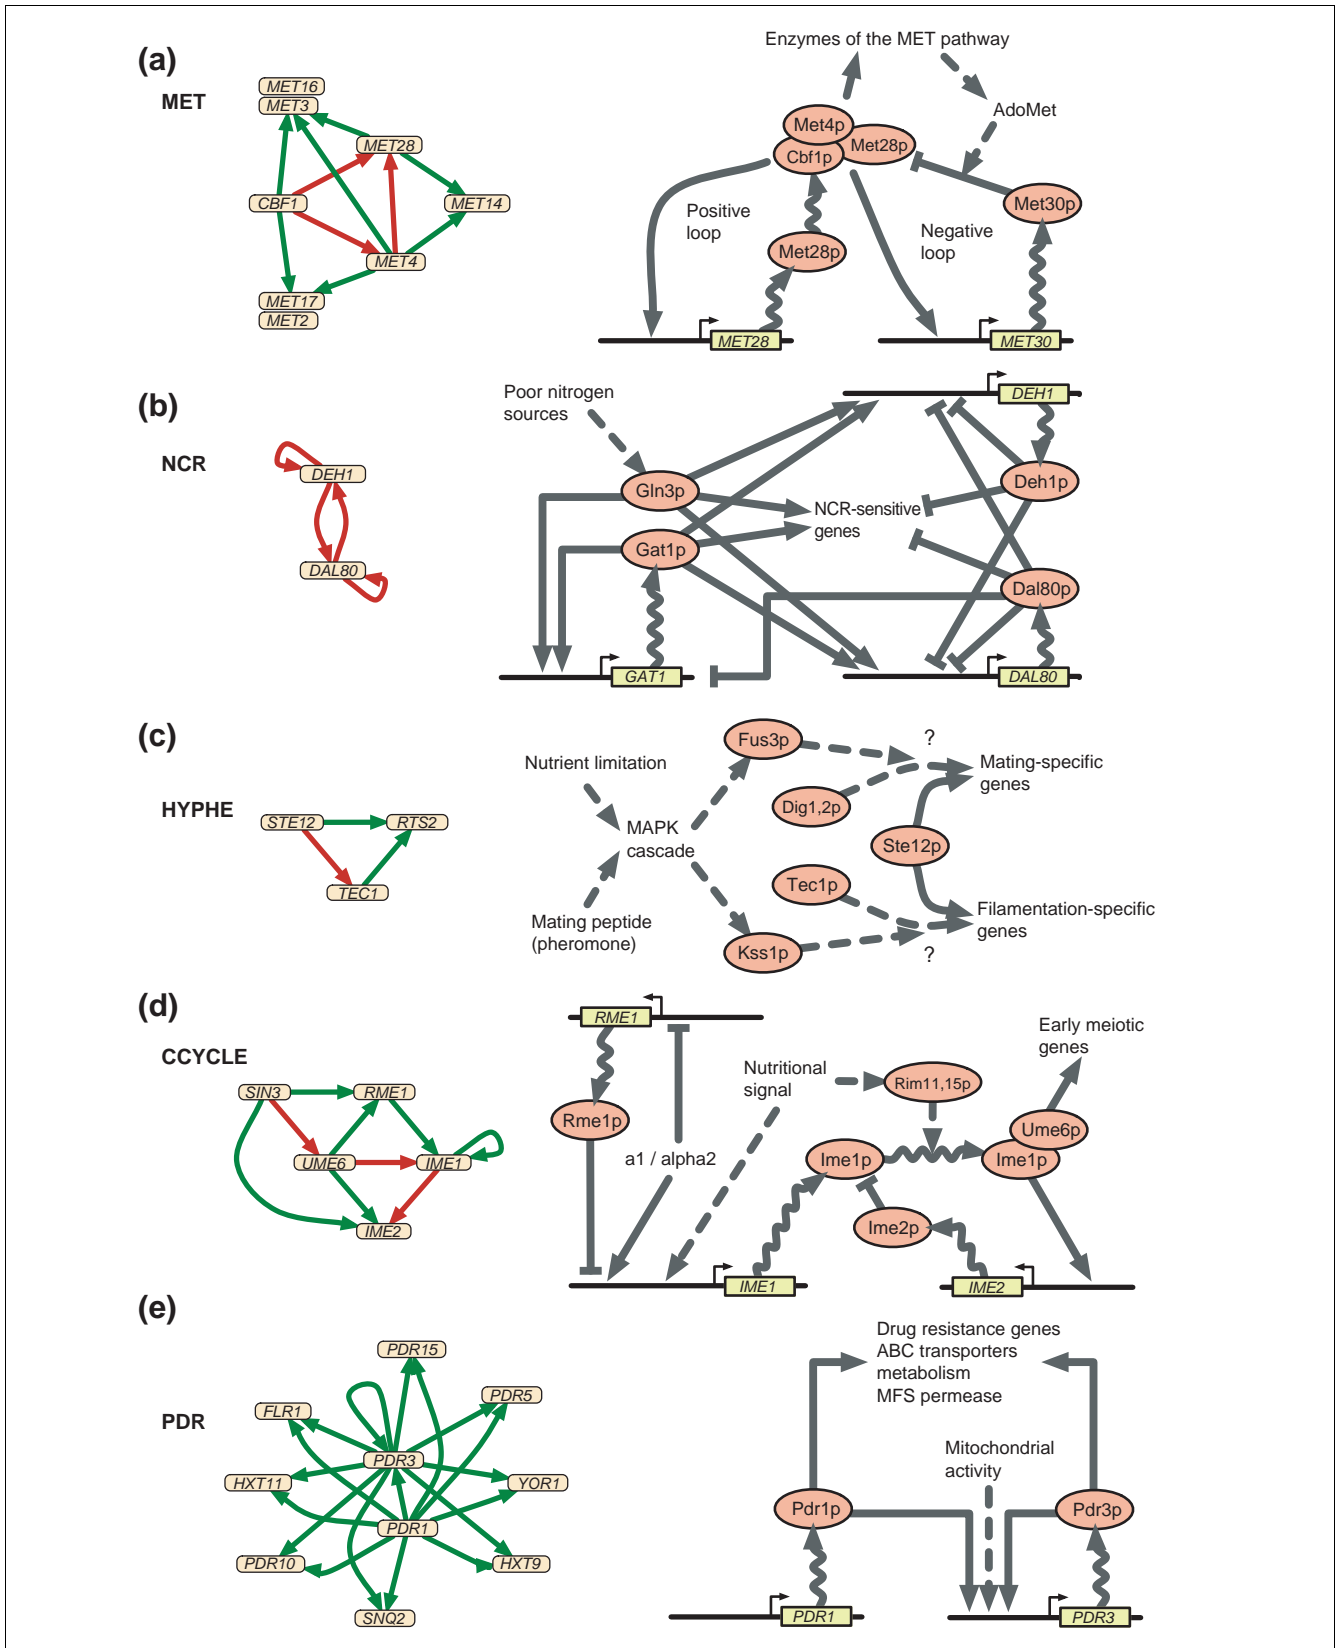 (a)
MET
MET16
MET3
MET28
CBF1
MET14
MET4
MET17
MET2
Enzymes of the MET pathway
AdoMet
Met4p
Cbf1p
Met28p
Met30p
Positive
loop
Negative
loop
Met28p
MET28
MET30
(b)
NCR
DEH1
DAL80
Poor nitrogen
sources
DEH1
Gln3p
Deh1p
NCR-sensitive
genes
Gat1p
Dal80p
GAT1
DAL80
(c)
HYPHE
STE12
RTS2
TEC1
Nutrient limitation
MAPK
cascade
Mating peptide
(pheromone)
Fus3p
?
Mating-specific
genes
Dig1,2p
Ste12p
Tec1p
Filamentation-specific
genes
Kss1p
?
(d)
CCYCLE
SIN3
RME1
UME6
IME1
IME2
RME1
Rme1p
a1 / alpha2
Nutritional
signal
Rim11,15p
Early meiotic
genes
Ume6p
Ime1p
Ime1p
Ime2p
IME1
IME2
(e)
PDR
PDR15
PDR5
FLR1
PDR3
HXT11
YOR1
PDR1
PDR10
HXT9
SNQ2
Drug resistance genes
ABC transporters
metabolism
MFS permease
Mitochondrial
activity
Pdr1p
Pdr3p
PDR1
PDR3